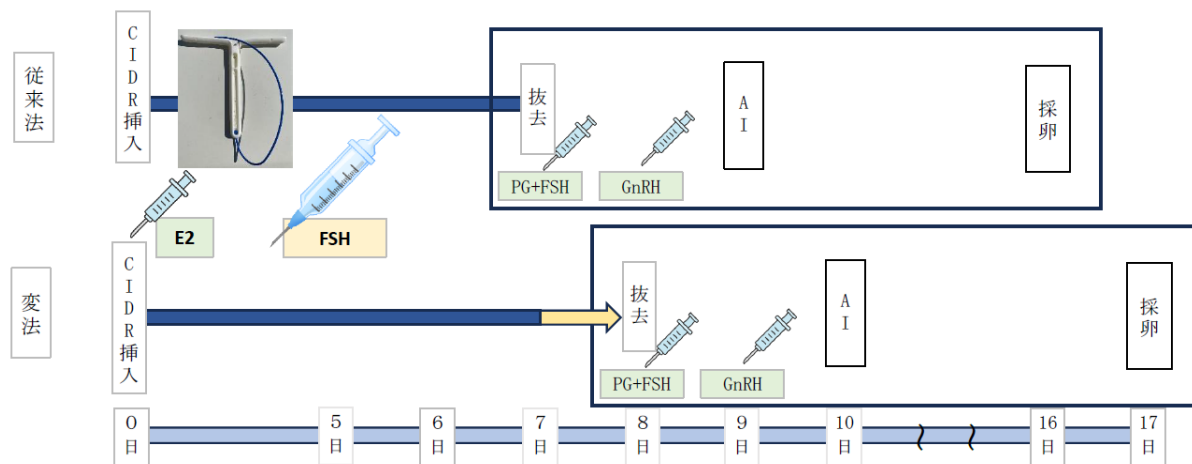 従来法
CIDR挿入
抜去
AI
採卵
PG+FSH
GnRH
E2
FSH
変法
CIDR挿入
抜去
AI
採卵
PG+FSH
GnRH
0日
5日
6日
7日
8日
9日
10日
16日
17日